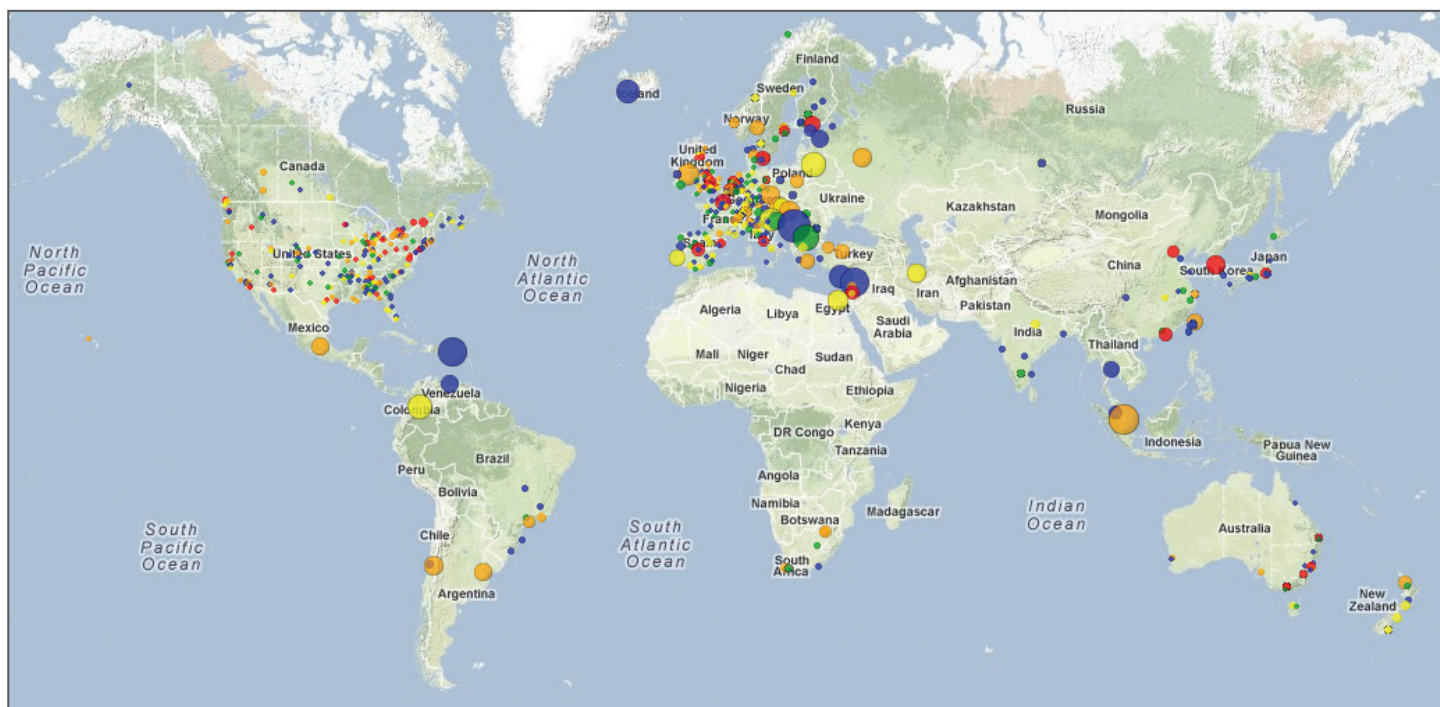 Finland
Sweden
Norway
Russia
United
Kingdom
Poland
Ukraine
Canada
Kazakhstan
Mongolia
North
Pacific
Ocean
United States
North
Atlantic
Ocean
Turkey
China
South Korea
Japan
Iraq
Iran
Afghanistan
Pakistan
Algeria
Libya
Egypt
Saudi
Arabia
India
Mexico
Thailand
Mali
Niger
Chad
Sudan
Nigeria
Ethiopia
Venezuela
Colombia
Kenya
DR Congo
Tanzania
Indonesia
Papua New
Guinea
Peru
Brazil
Bolivia
Angola
Namibia
Botswana
Madagascar
Indian
Ocean
Australia
South
Pacific
Ocean
Chile
South
Atlantic
Ocean
South
Africa
Argentina
New
Zealand